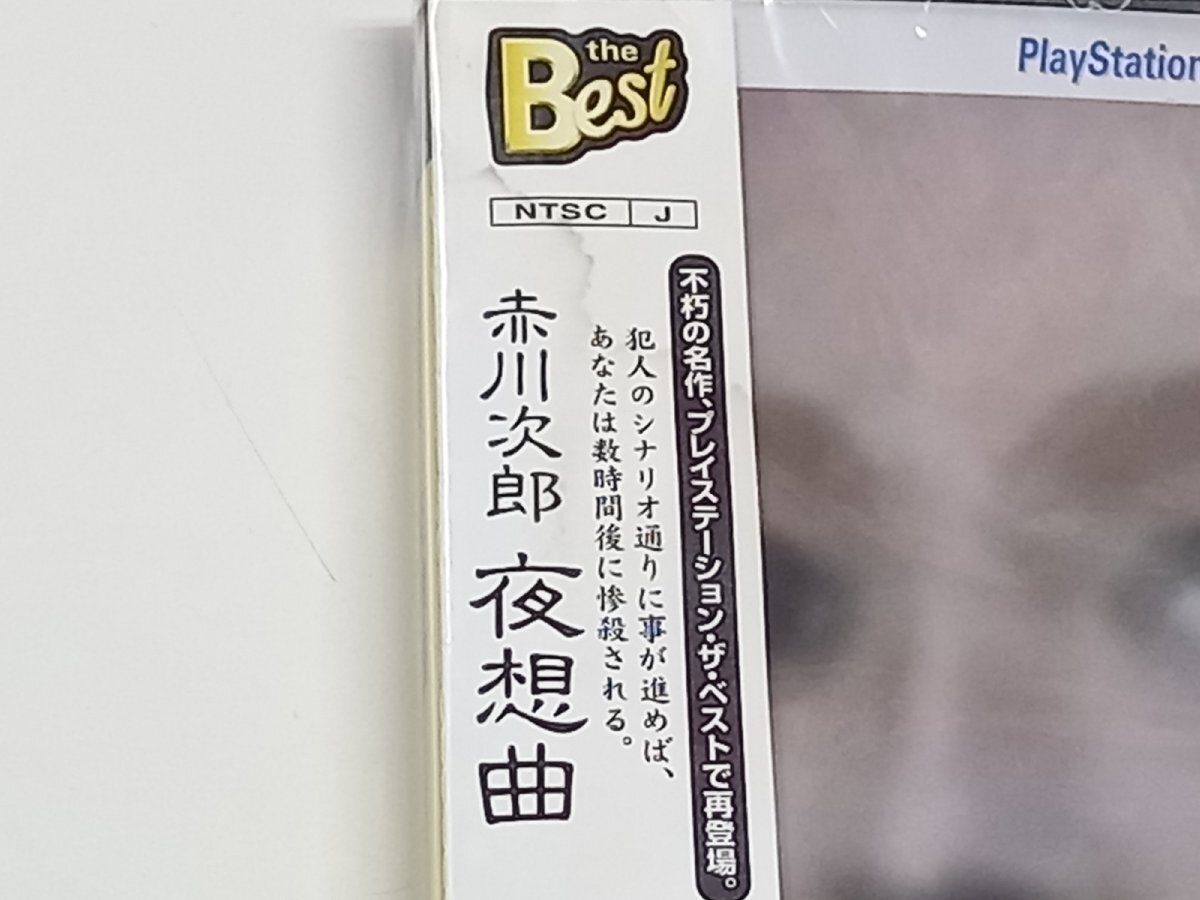 the
Best
PlayStation
NTSC J
不朽の名作、プレイステーション・ザ・ベストで再登場。
犯人のシナリオ通りに事が進めば、
あなたは数時間後に惨殺される。
赤川次郎 夜想曲